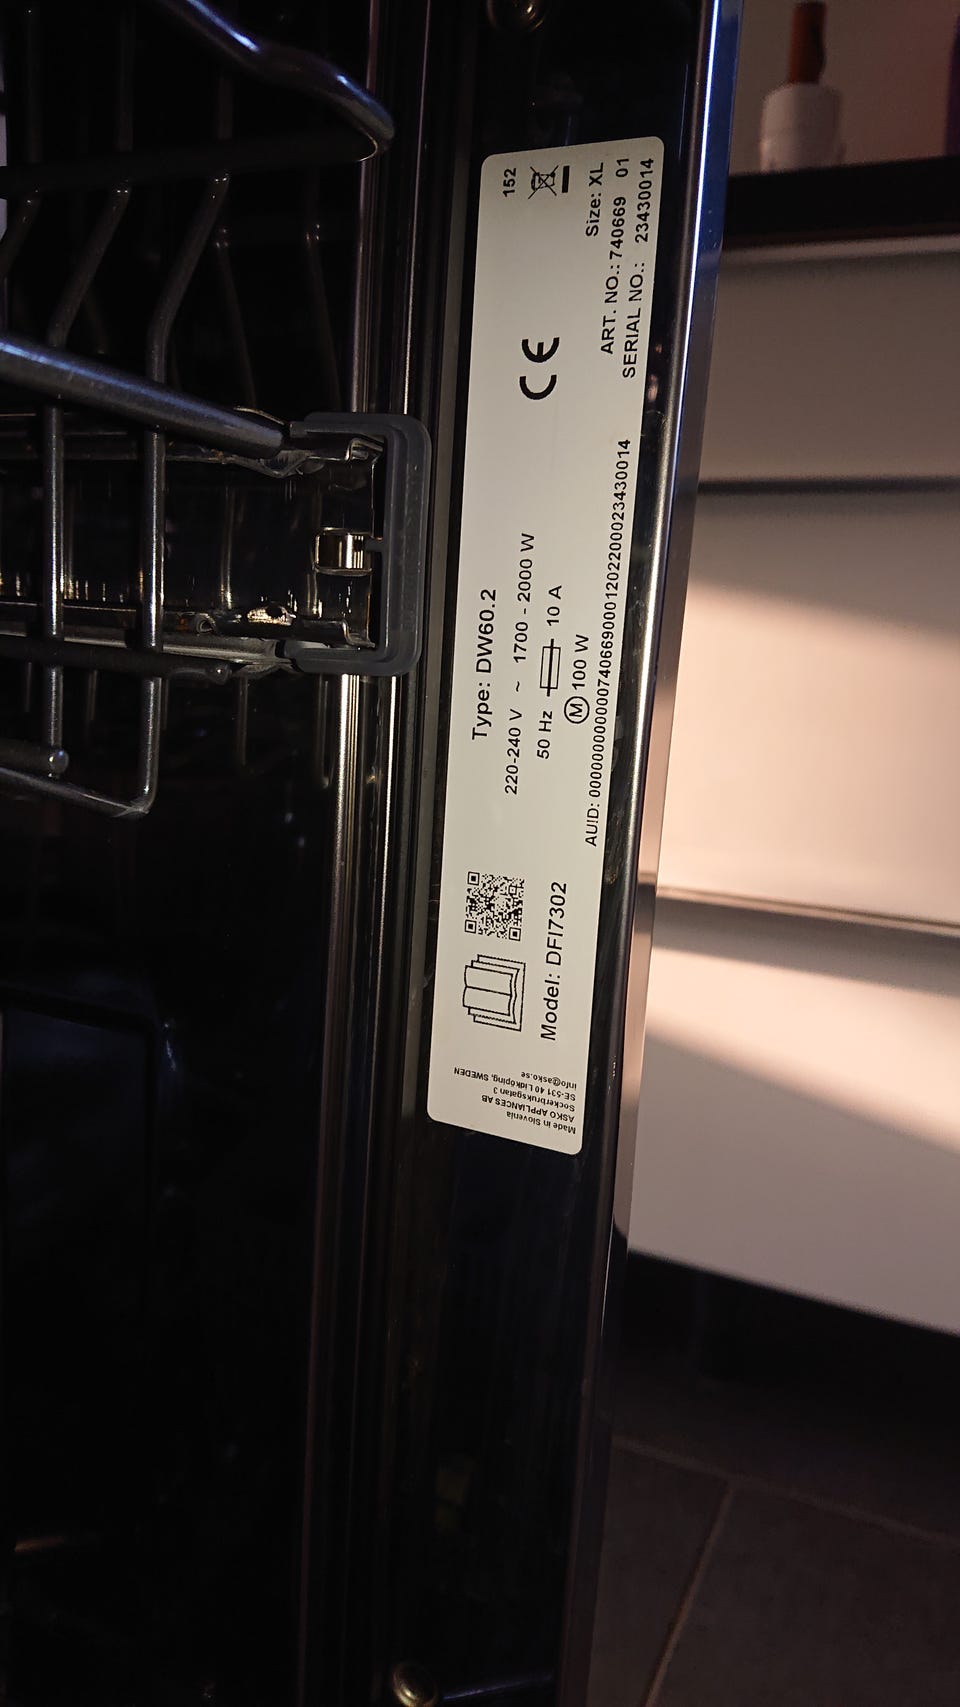 152
Type: DW60.2
220-240 V ~ 1700 - 2000 W
50 Hz 10 A
M 100 W
CE
Size: XL
ART. NO.: 740669 01
SERIAL NO.: 23430014
AUID: 000000000007406690001202200023430014
Model: DFI7302
Made in Slovenia
ASKO APPLIANCES AB
Sockerbruksgatan 3
SE-531 40 Lidköping, SWEDEN
info@asko.se